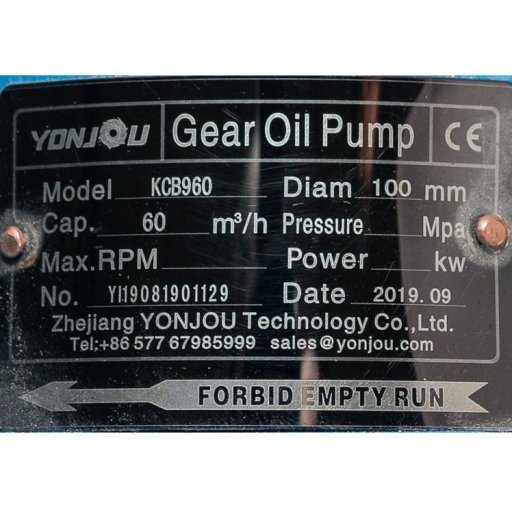 YONJOU Gear Oil Pump CE
Model KCB960 Diam 100 mm
Cap. 60 m³/h Pressure Mpa
Max.RPM Power kw
No. YJ19081901129 Date 2019.09
Zhejiang YONJOU Technology Co.,Ltd.
Tel:+86 577 67985999 sales@yonjou.com
FORBID EMPTY RUN